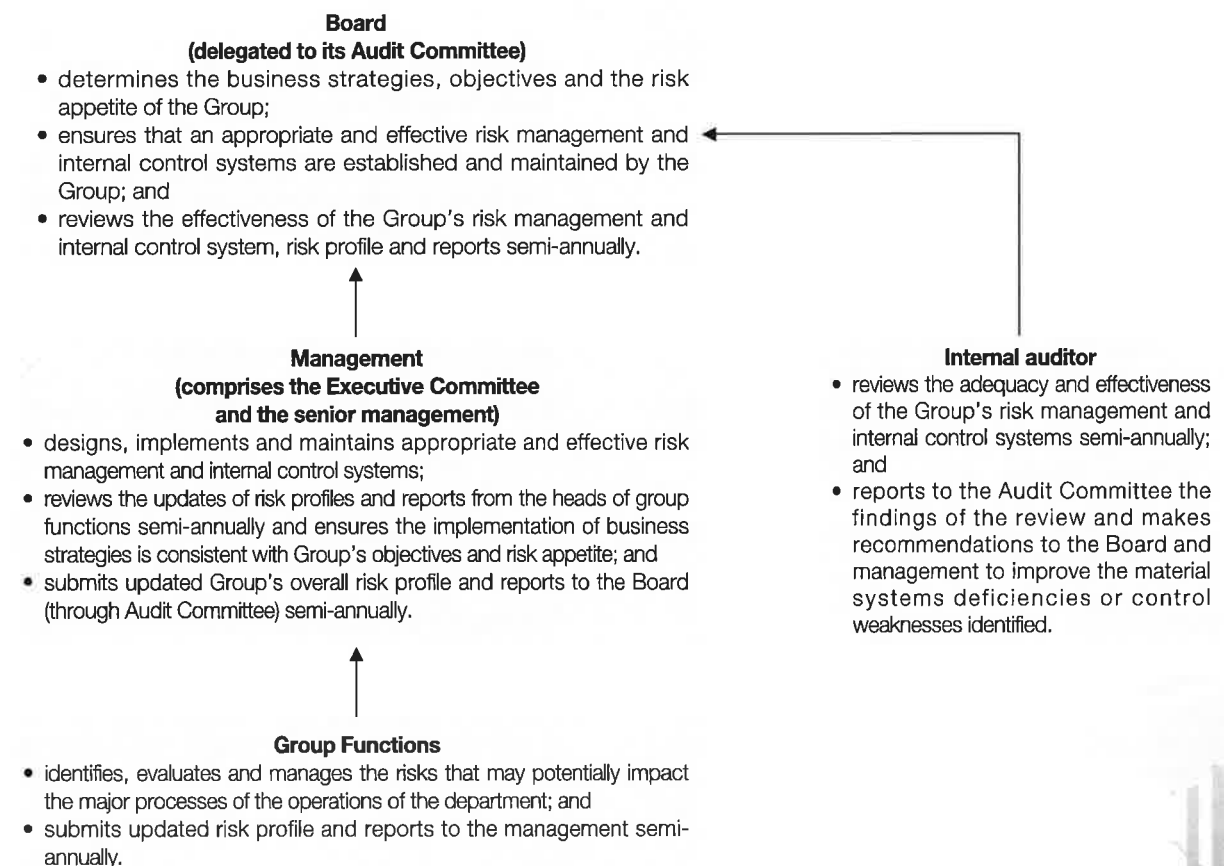 Board
(delegated to its Audit Committee)
• determines the business strategies, objectives and the risk
appetite of the Group;
• ensures that an appropriate and effective risk management and
internal control systems are established and maintained by the
Group; and
• reviews the effectiveness of the Group's risk management and
internal control system, risk profile and reports semi-annually.
Management
(comprises the Executive Committee
and the senior management)
• designs, implements and maintains appropriate and effective risk
management and internal control systems;
• reviews the updates of risk profiles and reports from the heads of group
functions semi-annually and ensures the implementation of business
strategies is consistent with Group's objectives and risk appetite; and
• submits updated Group's overall risk profile and reports to the Board
(through Audit Committee) semi-annually.
Internal auditor
• reviews the adequacy and effectiveness
of the Group's risk management and
internal control systems semi-annually;
and
• reports to the Audit Committee the
findings of the review and makes
recommendations to the Board and
management to improve the material
systems deficiencies or control
weaknesses identified.
Group Functions
• identifies, evaluates and manages the risks that may potentially impact
the major processes of the operations of the department; and
• submits updated risk profile and reports to the management semi-
annually.